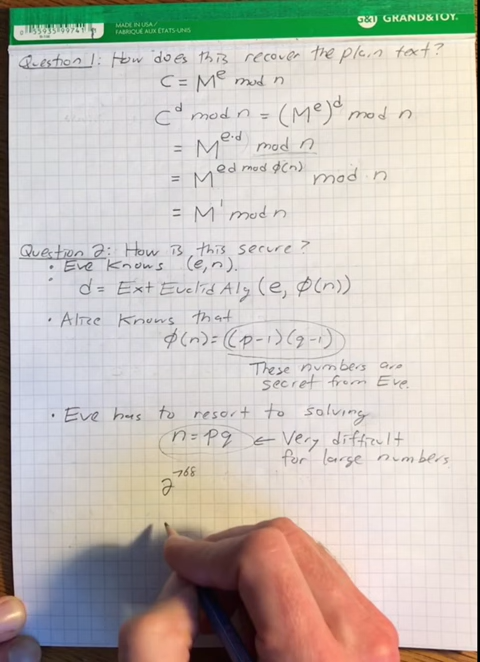 MADE IN USA/
FABRIQUÉ AUX ÉTATS-UNIS
G&T GRAND&TOY.
Question 1: How does this recover the plain text?
C = M^e mod n
C^d mod n = (M^e)^d mod n
= M^e·d mod n
= M^ed mod φ(n) mod n
= M^1 mod n
Question 2: How is this secure?
• Eve knows (e,n).
d = Ext Euclid Alg (e, φ(n))
• Alice knows that
φ(n) = ((p-1)(q-1)
These numbers are
secret from Eve.
• Eve has to resort to solving
n = pq ← Very difficult
for large numbers
2^768